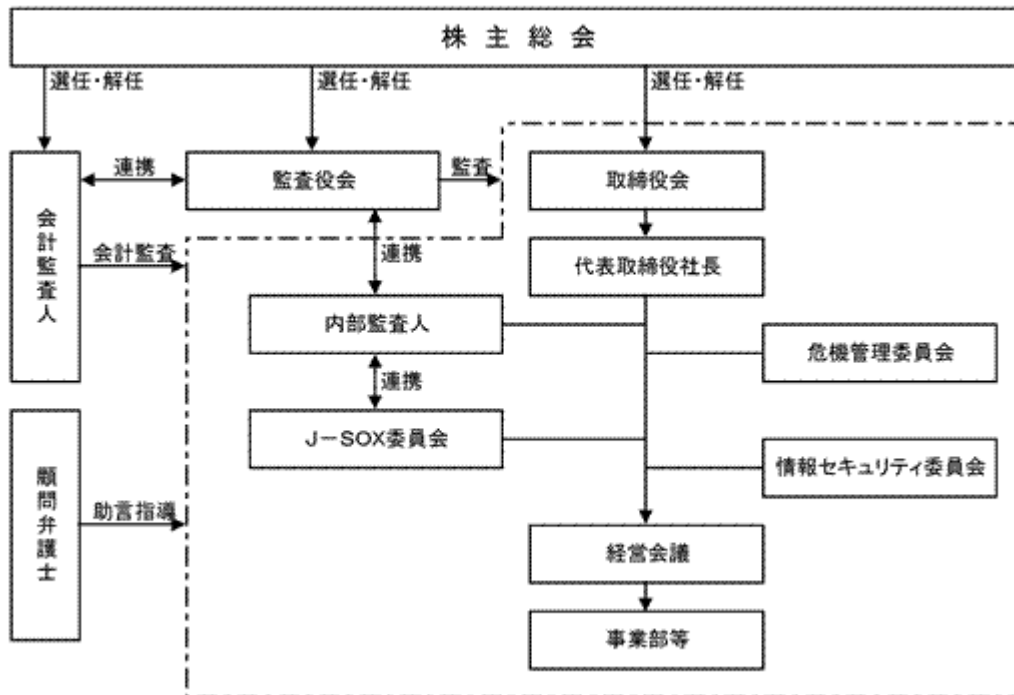 株主総会
選任・解任
選任・解任
選任・解任
連携
監査役会
監査
取締役会
会計監査人
会計監査
連携
代表取締役社長
内部監査人
危機管理委員会
連携
J－SOX委員会
情報セキュリティ委員会
顧問弁護士
助言指導
経営会議
事業部等